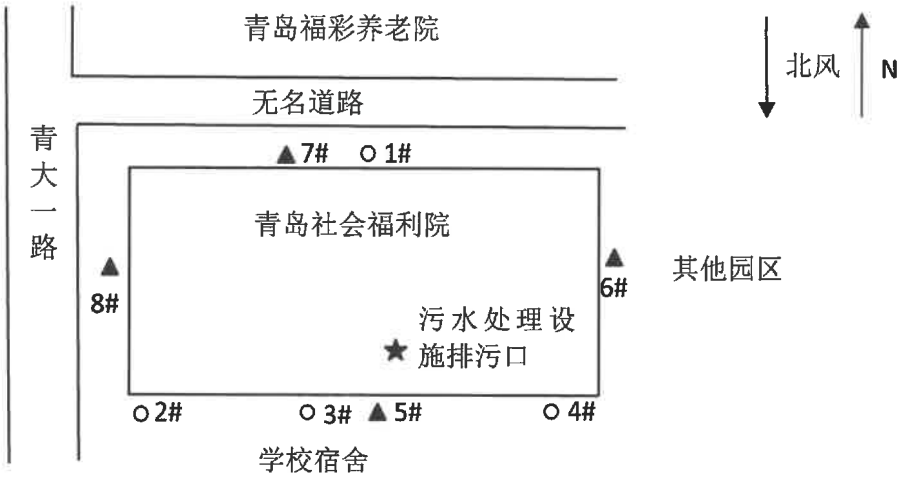 青岛福彩养老院
北风
N
无名道路
青大一路
▲7# ○1#
青岛社会福利院
▲
8#
▲
6#
其他园区
污水处理设
施排污口
★
○2#
○3#
▲5#
○4#
学校宿舍